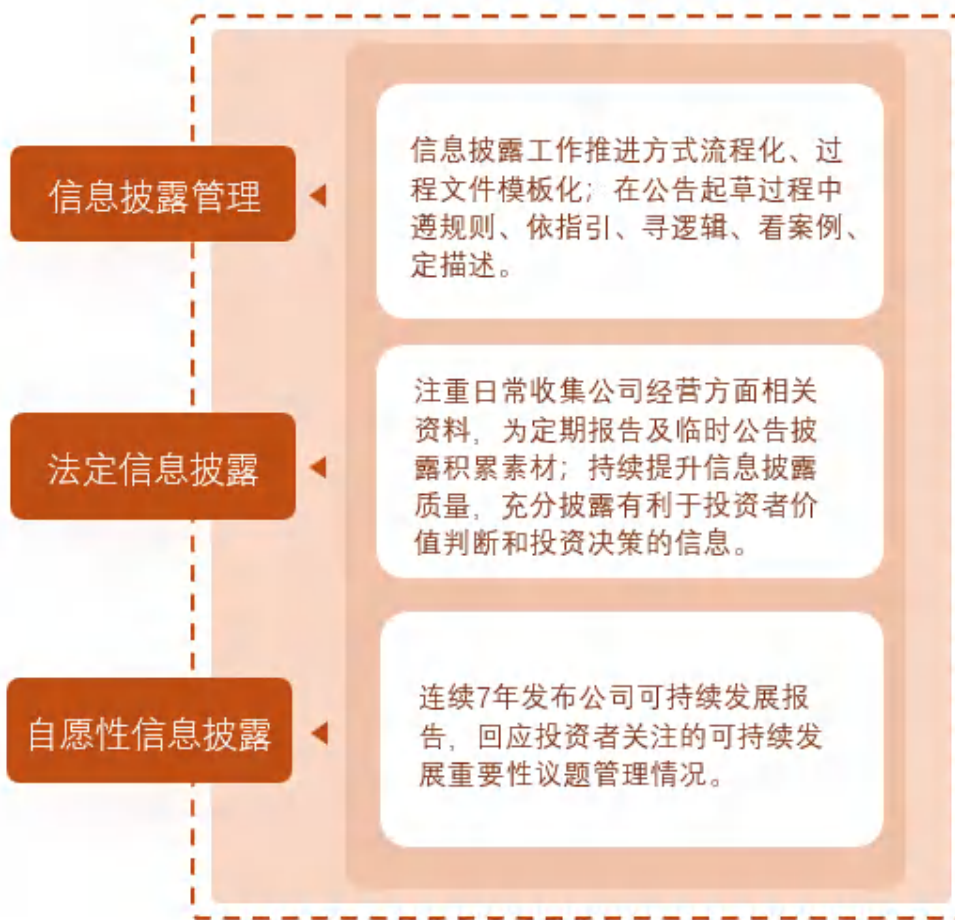 信息披露管理
信息披露工作推进方式流程化、过
程文件模板化；在公告起草过程中
遵规则、依指引、寻逻辑、看案例、
定描述。
法定信息披露
注重日常收集公司经营方面相关
资料，为定期报告及临时公告披
露积累素材；持续提升信息披露
质量，充分披露有利于投资者价
值判断和投资决策的信息。
自愿性信息披露
连续7年发布公司可持续发展报
告，回应投资者关注的可持续发
展重要性议题管理情况。